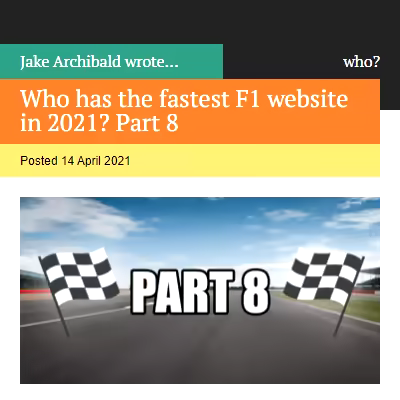 Jake Archibald wrote...
who?
Who has the fastest F1 website
in 2021? Part 8
Posted 14 April 2021
PART 8